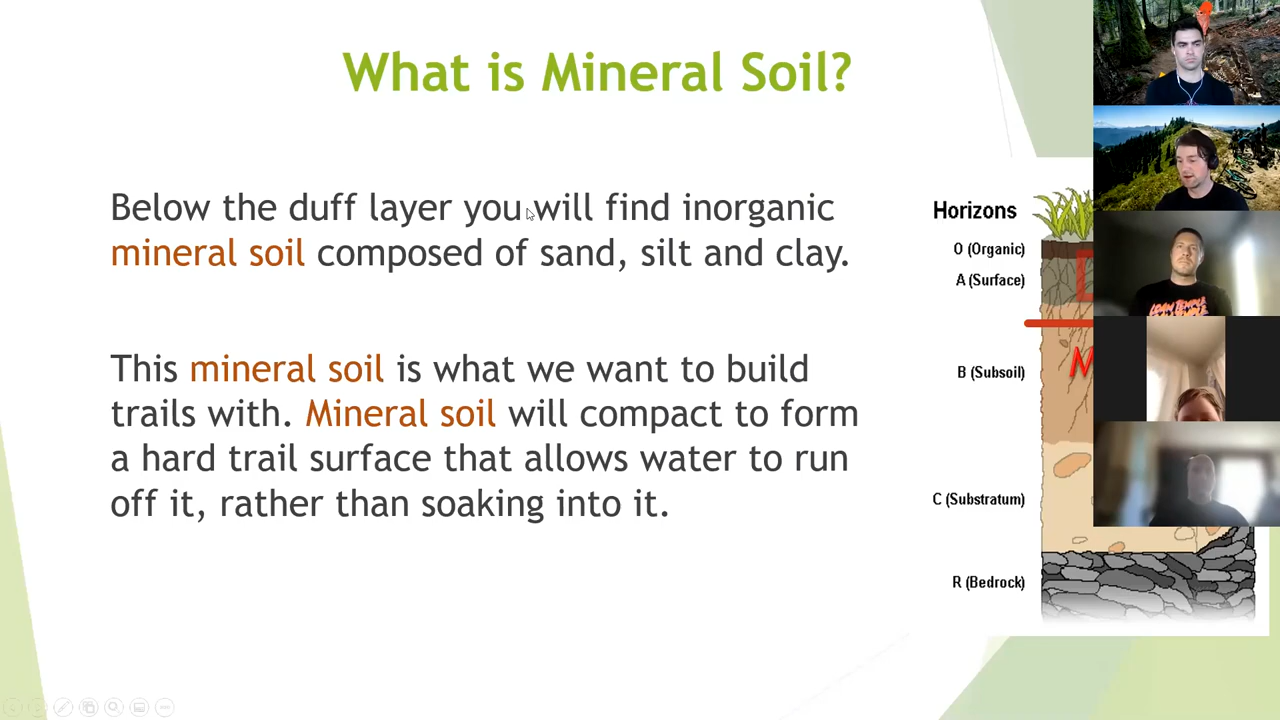 What is Mineral Soil?
Below the duff layer you will find inorganic
mineral soil composed of sand, silt and clay.
This mineral soil is what we want to build
trails with. Mineral soil will compact to form
a hard trail surface that allows water to run
off it, rather than soaking into it.
Horizons
O (Organic)
A (Surface)
B (Subsoil)
C (Substratum)
R (Bedrock)